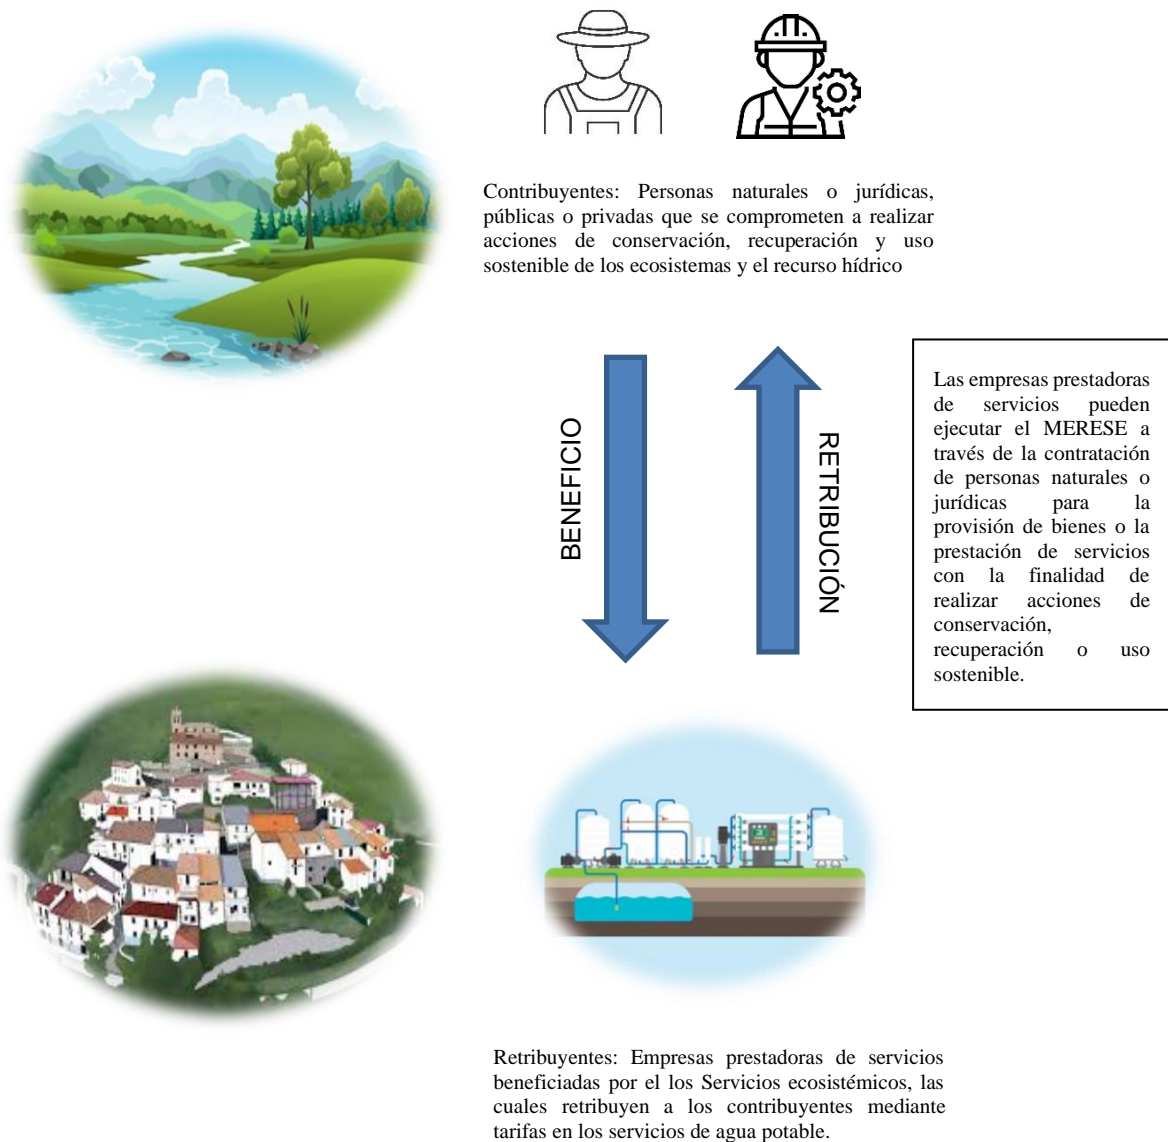 Contribuyentes: Personas naturales o jurídicas,
públicas o privadas que se comprometen a realizar
acciones de conservación, recuperación y uso
sostenible de los ecosistemas y el recurso hídrico
BENEFICIO
RETRIBUCIÓN
Las empresas prestadoras
de servicios pueden
ejecutar el MERESE a
través de la contratación
de personas naturales o
jurídicas para la
provisión de bienes o la
prestación de servicios
con la finalidad de
realizar acciones de
conservación,
recuperación o uso
sostenible.
Retribuyentes: Empresas prestadoras de servicios
beneficiadas por el los Servicios ecosistémicos, las
cuales retribuyen a los contribuyentes mediante
tarifas en los servicios de agua potable.